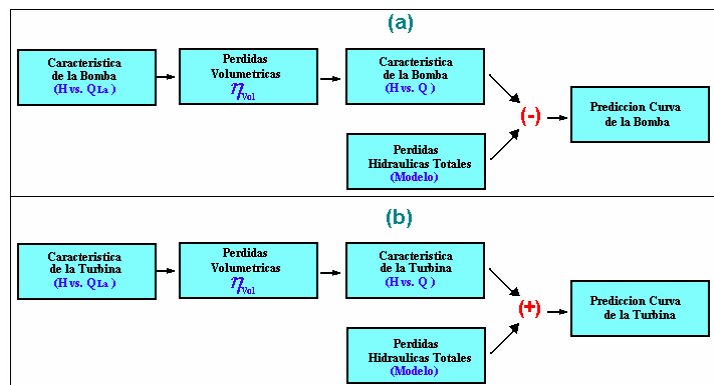 (a)
Caracteristica
de la Bomba
(H vs. QLa )
Perdidas
Volumetricas
ηVol
Caracteristica
de la Bomba
(H vs. Q )
Perdidas
Hidraulicas Totales
(Modelo)
(-)
Prediccion Curva
de la Bomba
(b)
Caracteristica
de la Turbina
(H vs. QLa )
Perdidas
Volumetricas
ηVol
Caracteristica
de la Turbina
(H vs. Q )
Perdidas
Hidraulicas Totales
(Modelo)
(+)
Prediccion Curva
de la Turbina